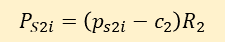 P_{S2i} = (p_{s2i} − c_2)R_2